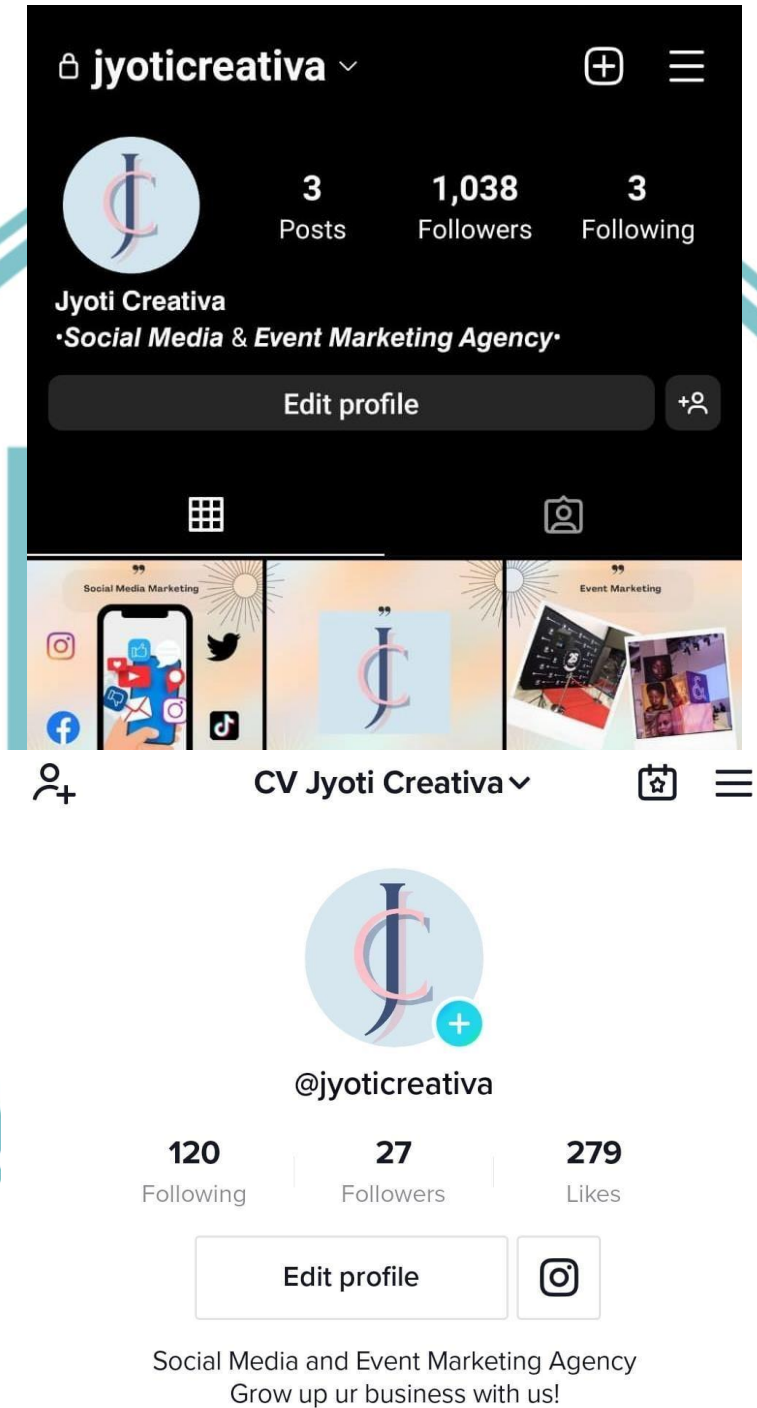 jyoticreativa
3 1,038 3
Posts Followers Following
Jyoti Creativa
•Social Media & Event Marketing Agency•
Edit profile
Social Media Marketing
Event Marketing
CV Jyoti Creativa
@jyoticreativa
120 27 279
Following Followers Likes
Edit profile
Social Media and Event Marketing Agency
Grow up ur business with us!